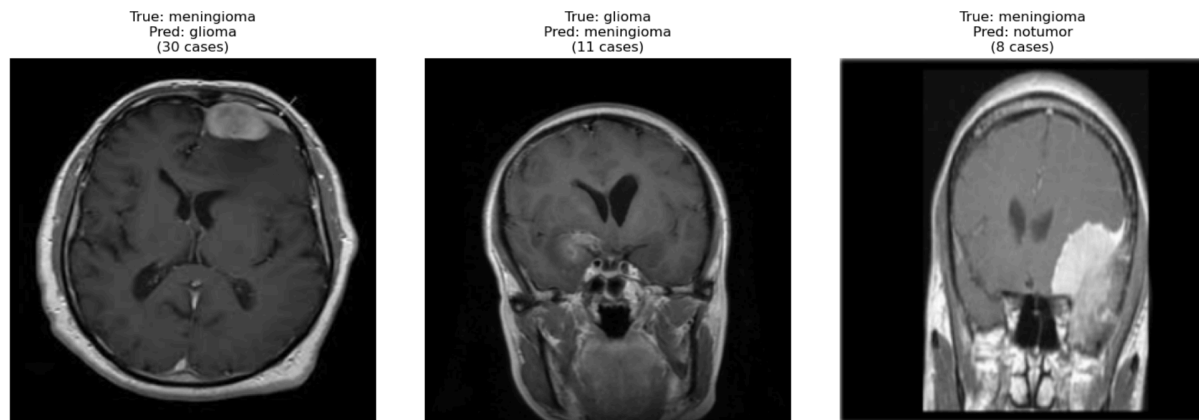 True: meningioma
Pred: glioma
(30 cases)
True: glioma
Pred: meningioma
(11 cases)
True: meningioma
Pred: notumor
(8 cases)